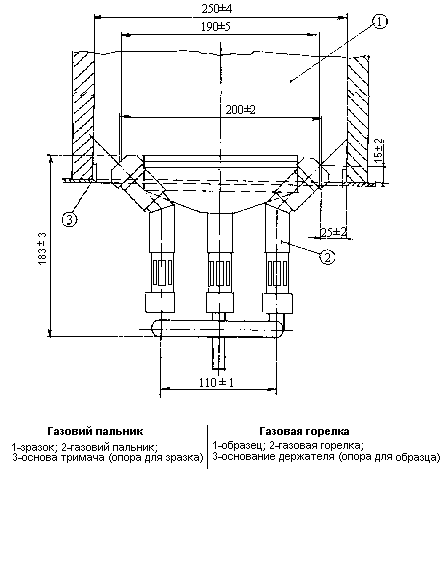 250±4
190±5
1
200±2
15±2
3
183±3
25±2
2
110±1
Газовий пальник
1-зразок; 2-газовий пальник;
3-основа тримача (опора для зразка)
Газовая горелка
1-образец; 2-газовая горелка;
3-основание держателя (опора для образца)